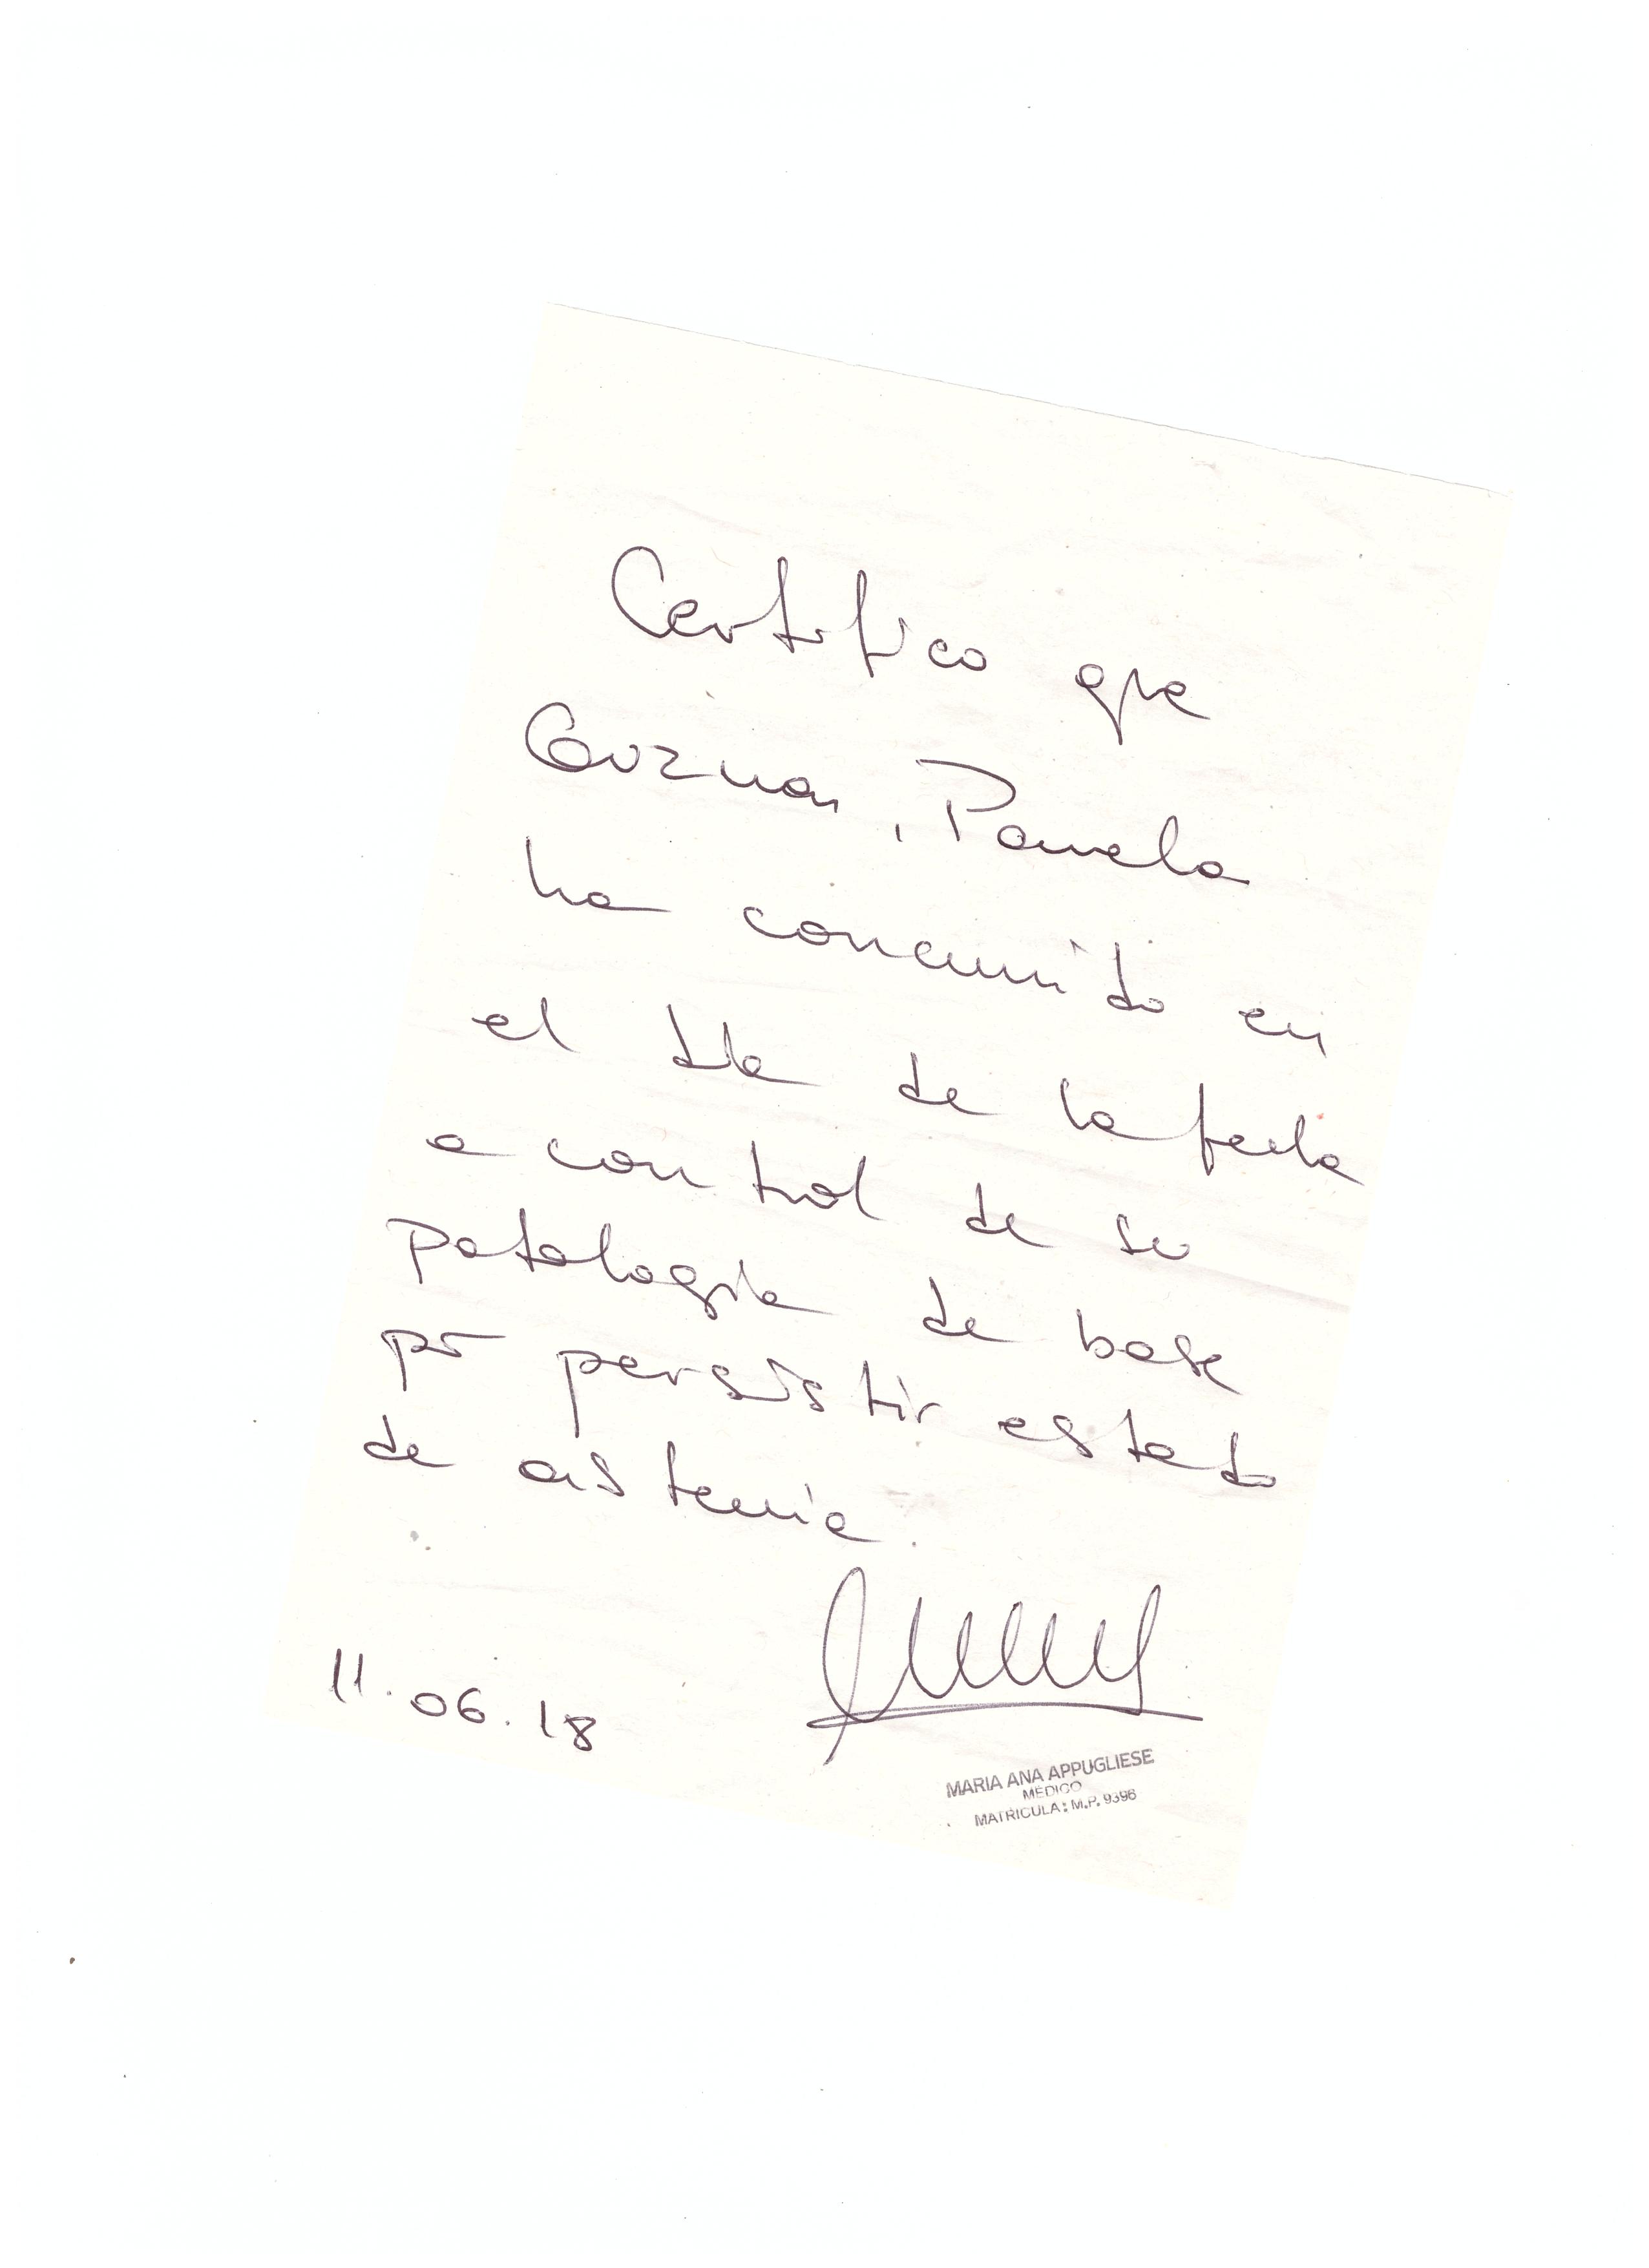 Certifico que
Guzman, Pamela
ha concurrido en
el día de la fecha
a control de su
patología de base
por persistir estado
de astenia.
11.06.18
MARIA ANA APPUGLIESE
MÉDICO
MATRICULA: M.P. 9396